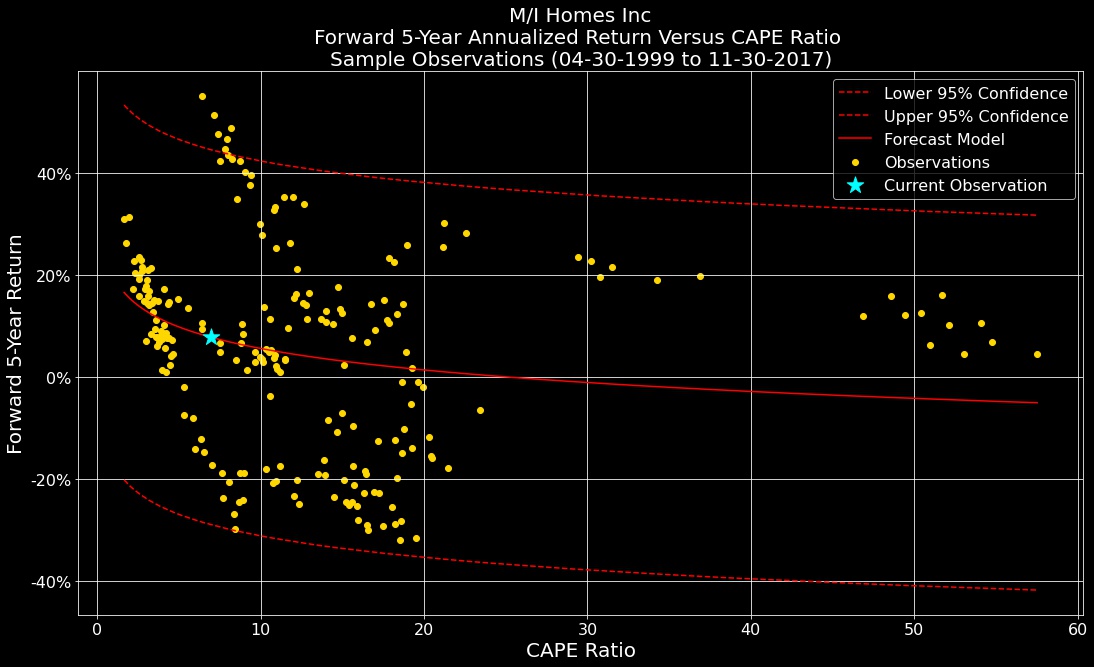 M/I Homes Inc
Forward 5-Year Annualized Return Versus CAPE Ratio
Sample Observations (04-30-1999 to 11-30-2017)
Lower 95% Confidence
Upper 95% Confidence
Forecast Model
Observations
Current Observation
Forward 5-Year Return
40%
20%
0%
-20%
-40%
0 10 20 30 40 50 60
CAPE Ratio